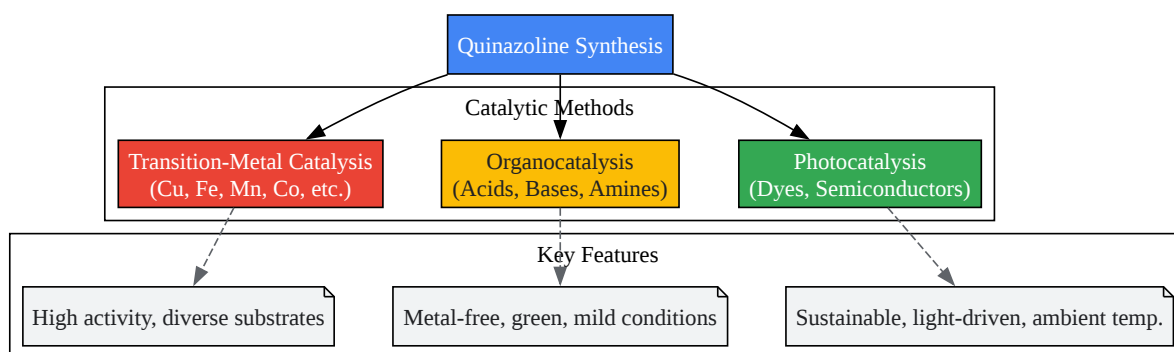 Quinazoline Synthesis
Catalytic Methods
Transition-Metal Catalysis
(Cu, Fe, Mn, Co, etc.)
Organocatalysis
(Acids, Bases, Amines)
Photocatalysis
(Dyes, Semiconductors)
Key Features
High activity, diverse substrates
Metal-free, green, mild conditions
Sustainable, light-driven, ambient temp.